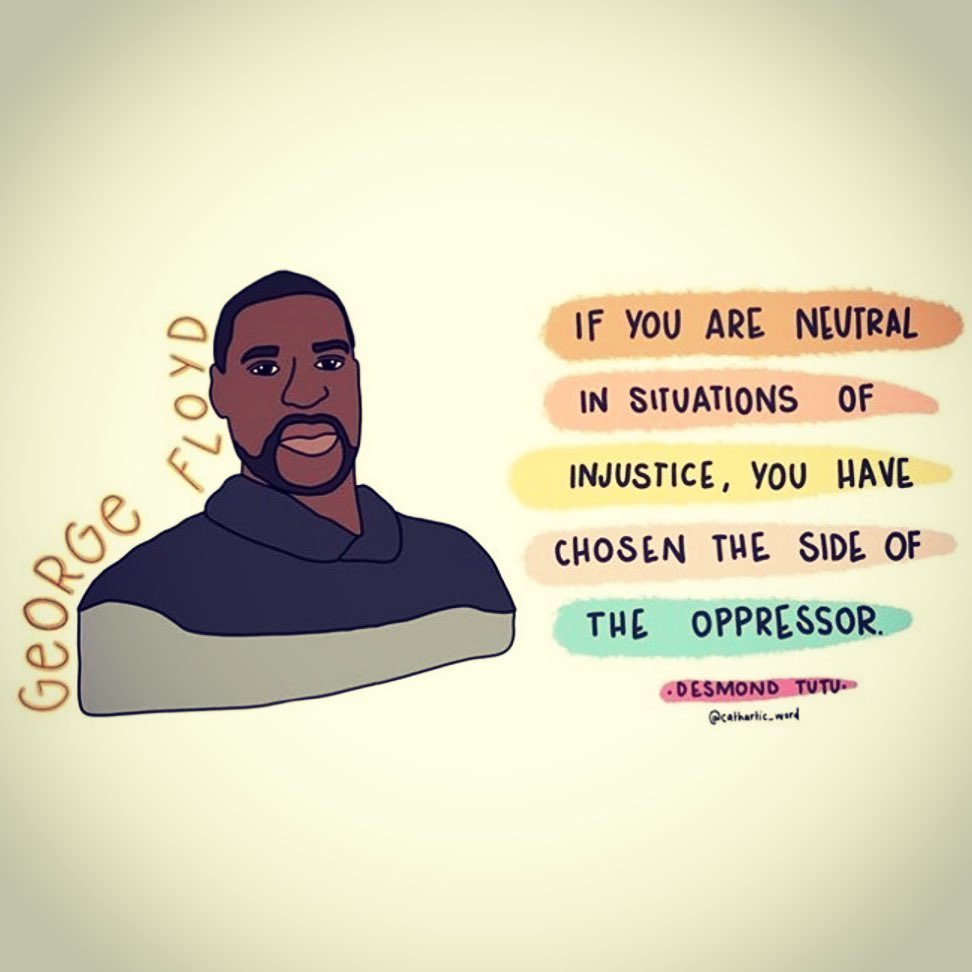 GeORGe FLOYD
IF YOU ARE NEUTRAL
IN SITUATIONS OF
INJUSTICE, YOU HAVE
CHOSEN THE SIDE OF
THE OPPRESSOR.
·DESMOND TUTU·
@cathartic_word